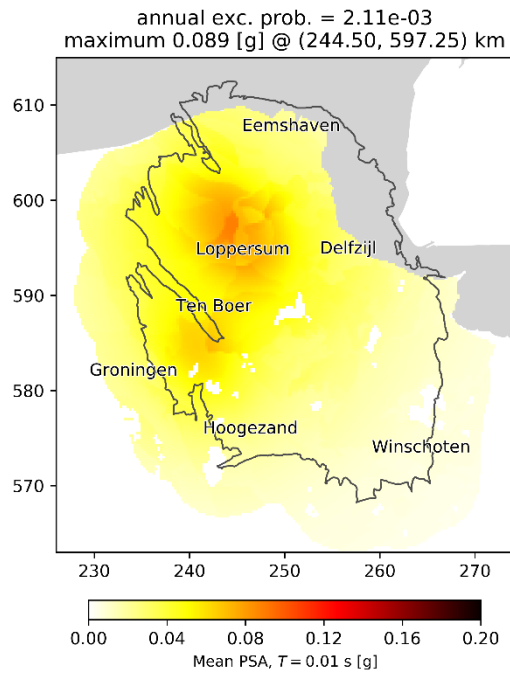 annual exc. prob. = 2.11e-03
maximum 0.089 [g] @ (244.50, 597.25) km
610
Eemshaven
600
Loppersum
Delfzijl
590
Ten Boer
Groningen
580
Hoogezand
Winschoten
570
230 240 250 260 270
0.00 0.04 0.08 0.12 0.16 0.20
Mean PSA, T = 0.01 s [g]